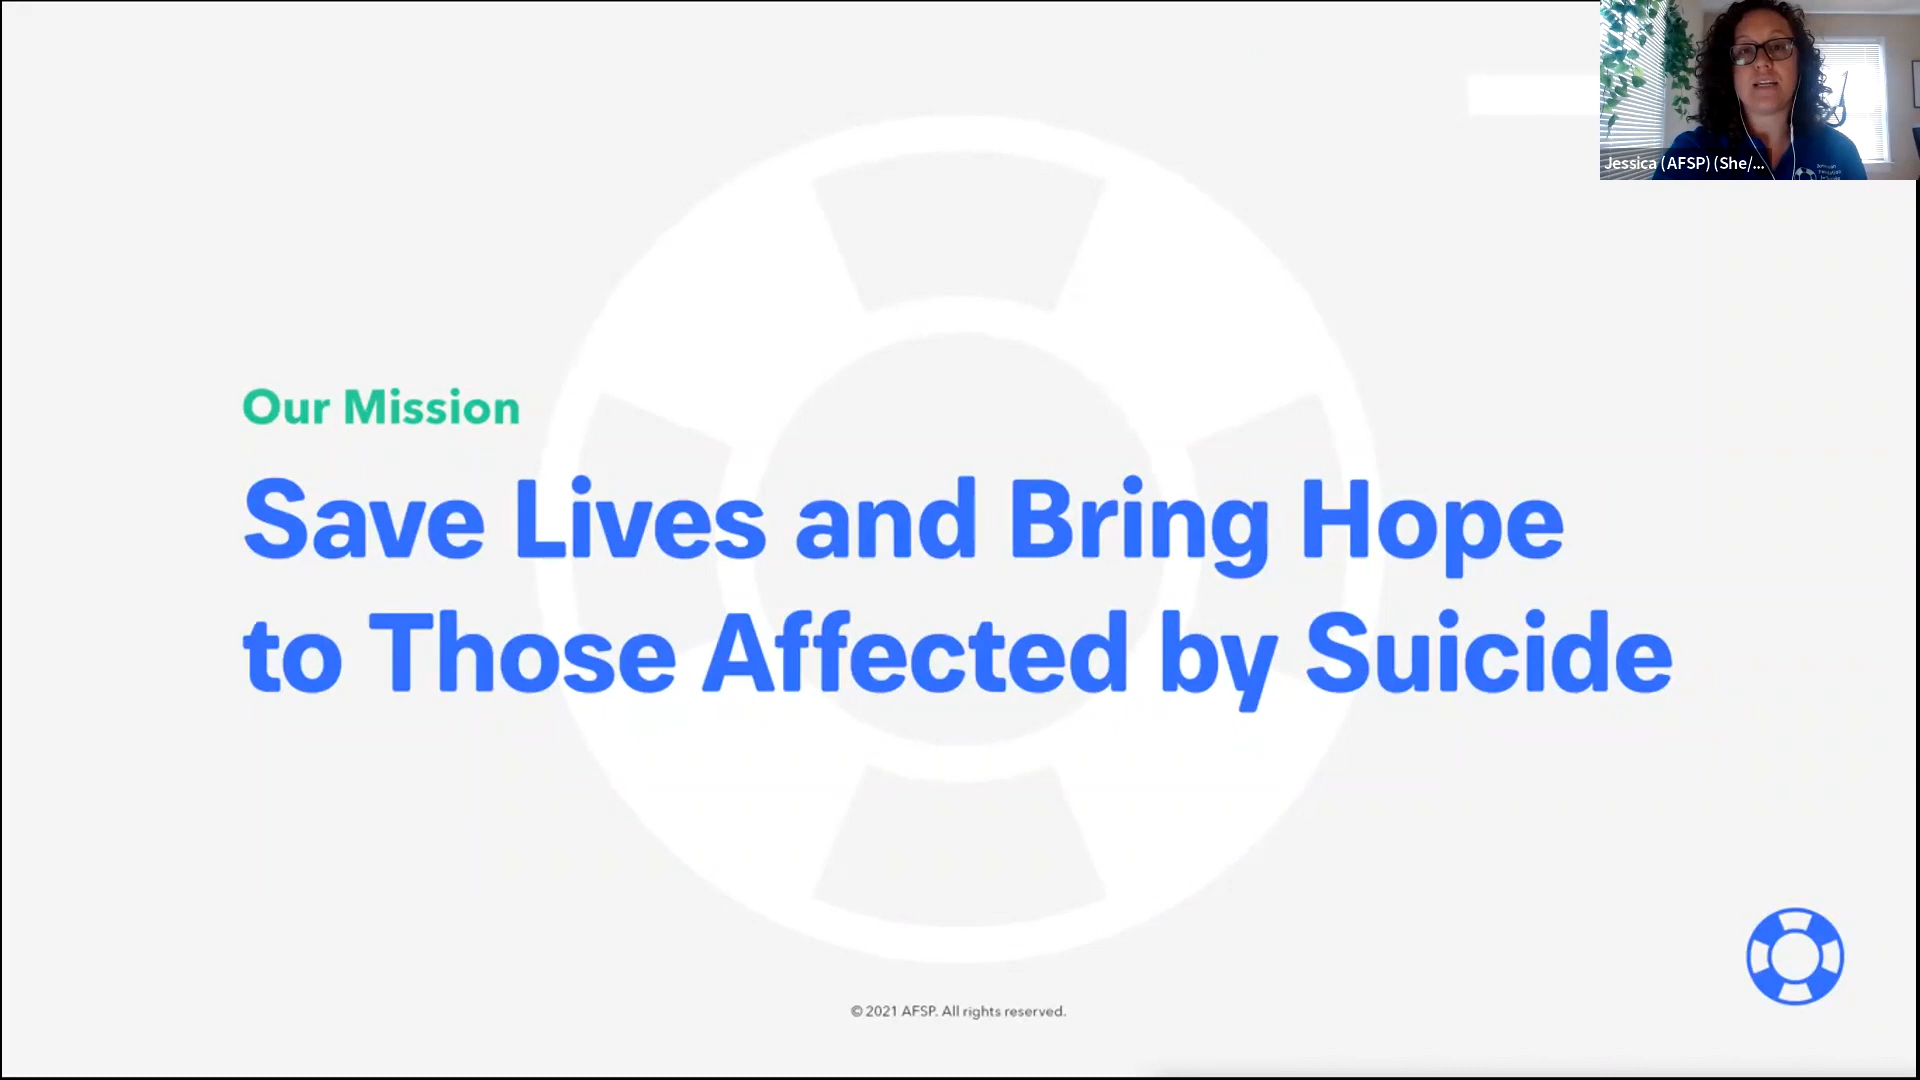 Jessica (AFSP) (She/...
Our Mission
Save Lives and Bring Hope
to Those Affected by Suicide
© 2021 AFSP. All rights reserved.